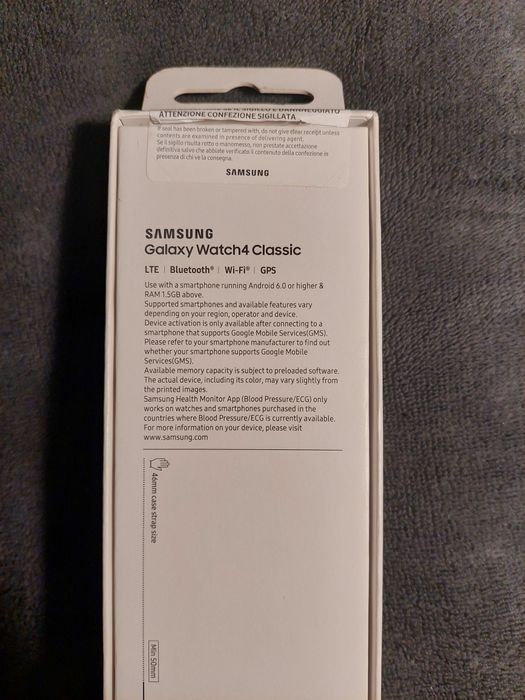 ATTENZIONE CONFEZIONE SIGILLATA
If seal has been broken or tampered with, do not give clear receipt unless
contents are examined in presence of delivering agent.
Se il sigillo risulta rotto o manomesso, non prestate accettazione
definitiva salvo che abbiate verificato il contenuto della confezione in
presenza di chi ve la consegna.
SAMSUNG
SAMSUNG
Galaxy Watch4 Classic
LTE | Bluetooth® | Wi-Fi® | GPS
Use with a smartphone running Android 6.0 or higher &
RAM 1.5GB above.
Supported smartphones and available features vary
depending on your region, operator and device.
Device activation is only available after connecting to a
smartphone that supports Google Mobile Services(GMS).
Please refer to your smartphone manufacturer to find out
whether your smartphone supports Google Mobile
Services(GMS).
Available memory capacity is subject to preloaded software.
The actual device, including its color, may vary slightly from
the printed images.
Samsung Health Monitor App (Blood Pressure/ECG) only
works on watches and smartphones purchased in the
countries where Blood Pressure/ECG is currently available.
For more information on your device, please visit
www.samsung.com
46mm case strap size